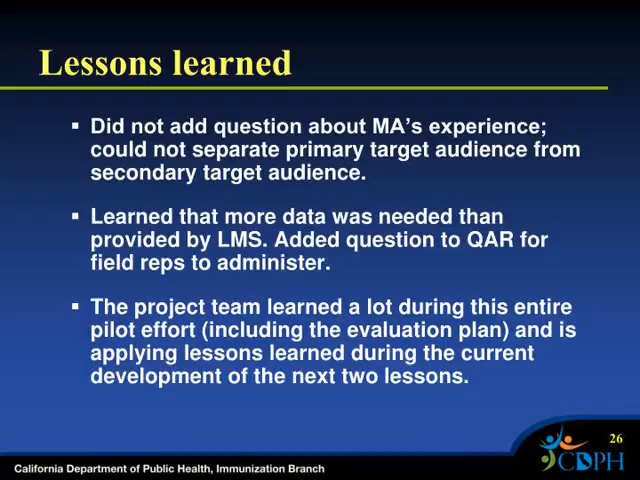 Lessons learned
▪ Did not add question about MA's experience;
could not separate primary target audience from
secondary target audience.
▪ Learned that more data was needed than
provided by LMS. Added question to QAR for
field reps to administer.
▪ The project team learned a lot during this entire
pilot effort (including the evaluation plan) and is
applying lessons learned during the current
development of the next two lessons.
26
CDPH
California Department of Public Health, Immunization Branch